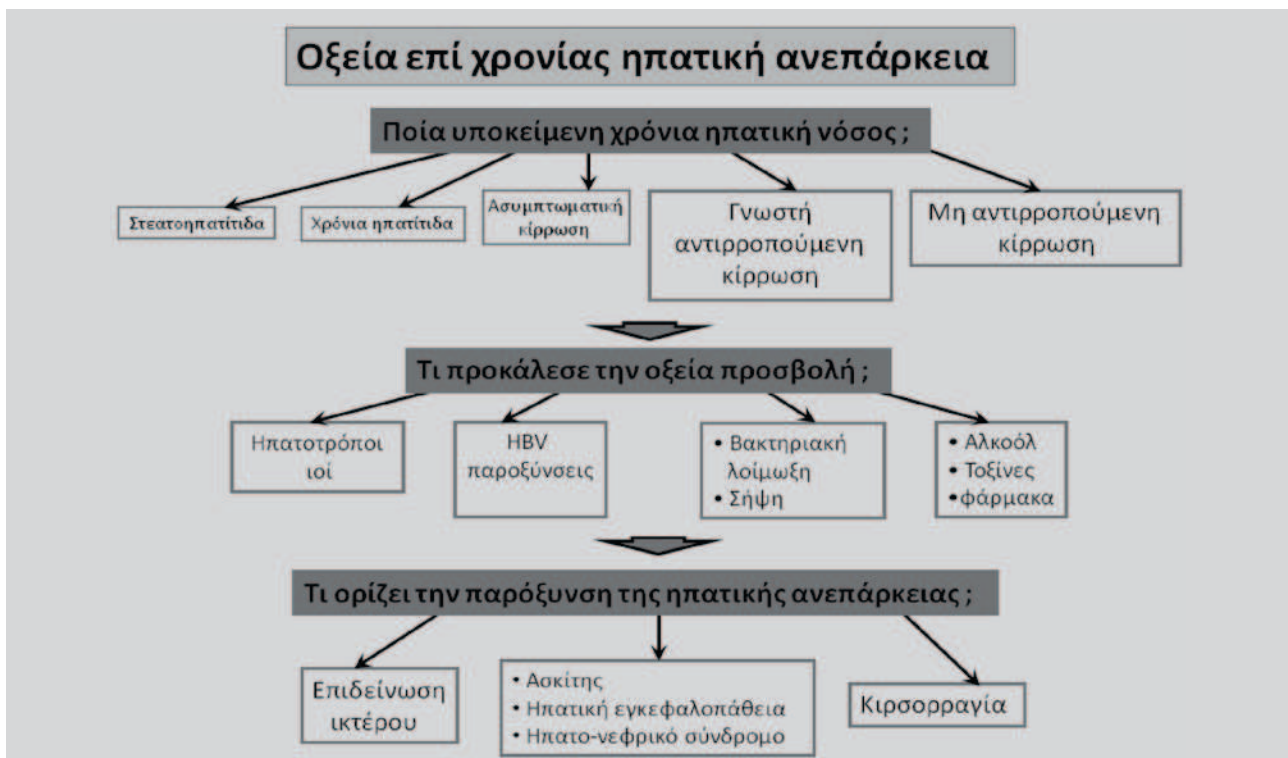 Οξεία επί χρονίας ηπατική ανεπάρκεια
Ποία υποκείμενη χρόνια ηπατική νόσος ;
Στεατοηπατίτιδα
Χρόνια ηπατίτιδα
Ασυμπτωματική
κίρρωση
Γνωστή
αντιρροπούμενη
κίρρωση
Μη αντιρροπούμενη
κίρρωση
Τι προκάλεσε την οξεία προσβολή ;
Ηπατοτρόποι
ιοί
HBV
παροξύνσεις
• Βακτηριακή
λοίμωξη
• Σήψη
• Αλκοόλ
• Τοξίνες
• φάρμακα
Τι ορίζει την παρόξυνση της ηπατικής ανεπάρκειας ;
Επιδείνωση
ικτέρου
• Ασκίτης
• Ηπατική εγκεφαλοπάθεια
• Ηπατο-νεφρικό σύνδρομο
Κιρσορραγία